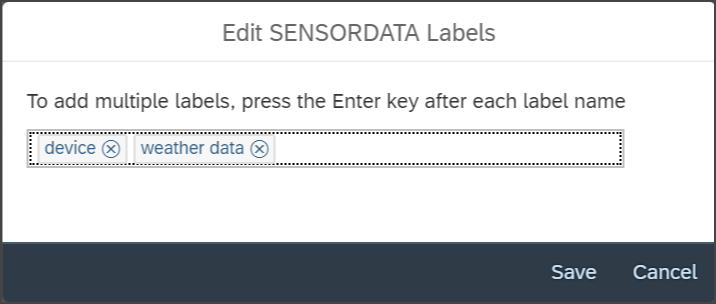 Edit SENSORDATA Labels
To add multiple labels, press the Enter key after each label name
device weather data
Save Cancel